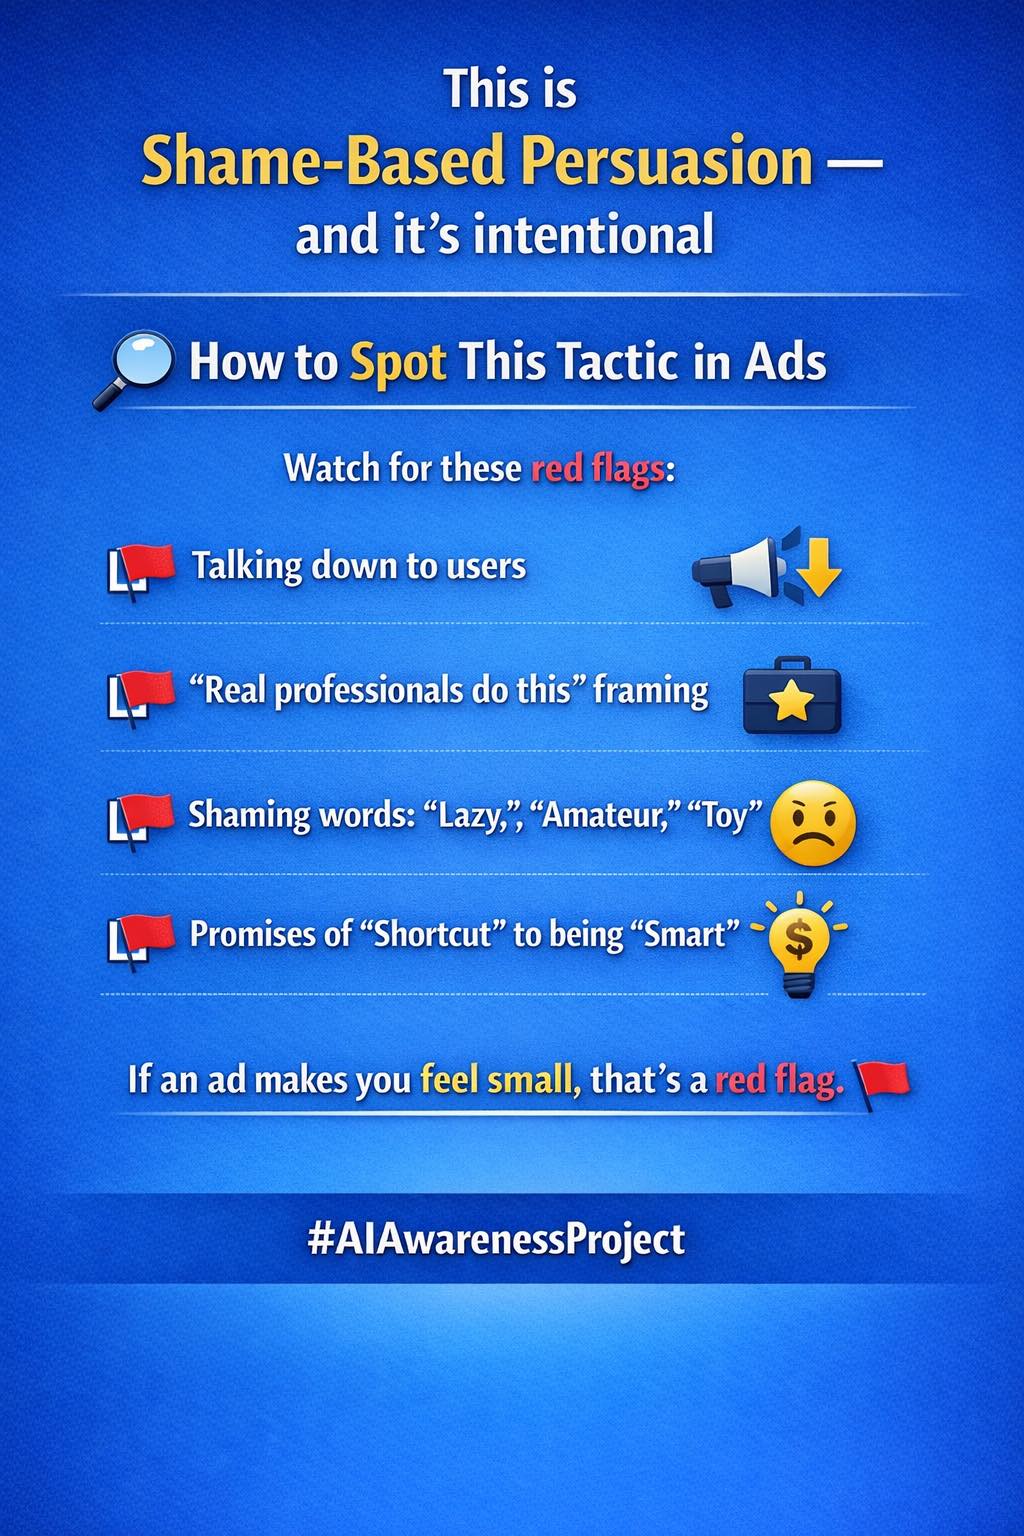 This is
Shame-Based Persuasion —
and it’s intentional
How to Spot This Tactic in Ads
Watch for these red flags:
Talking down to users
“Real professionals do this” framing
Shaming words: “Lazy,”, “Amateur,” “Toy”
Promises of “Shortcut” to being “Smart”
$
If an ad makes you feel small, that’s a red flag.
#AIAwarenessProject